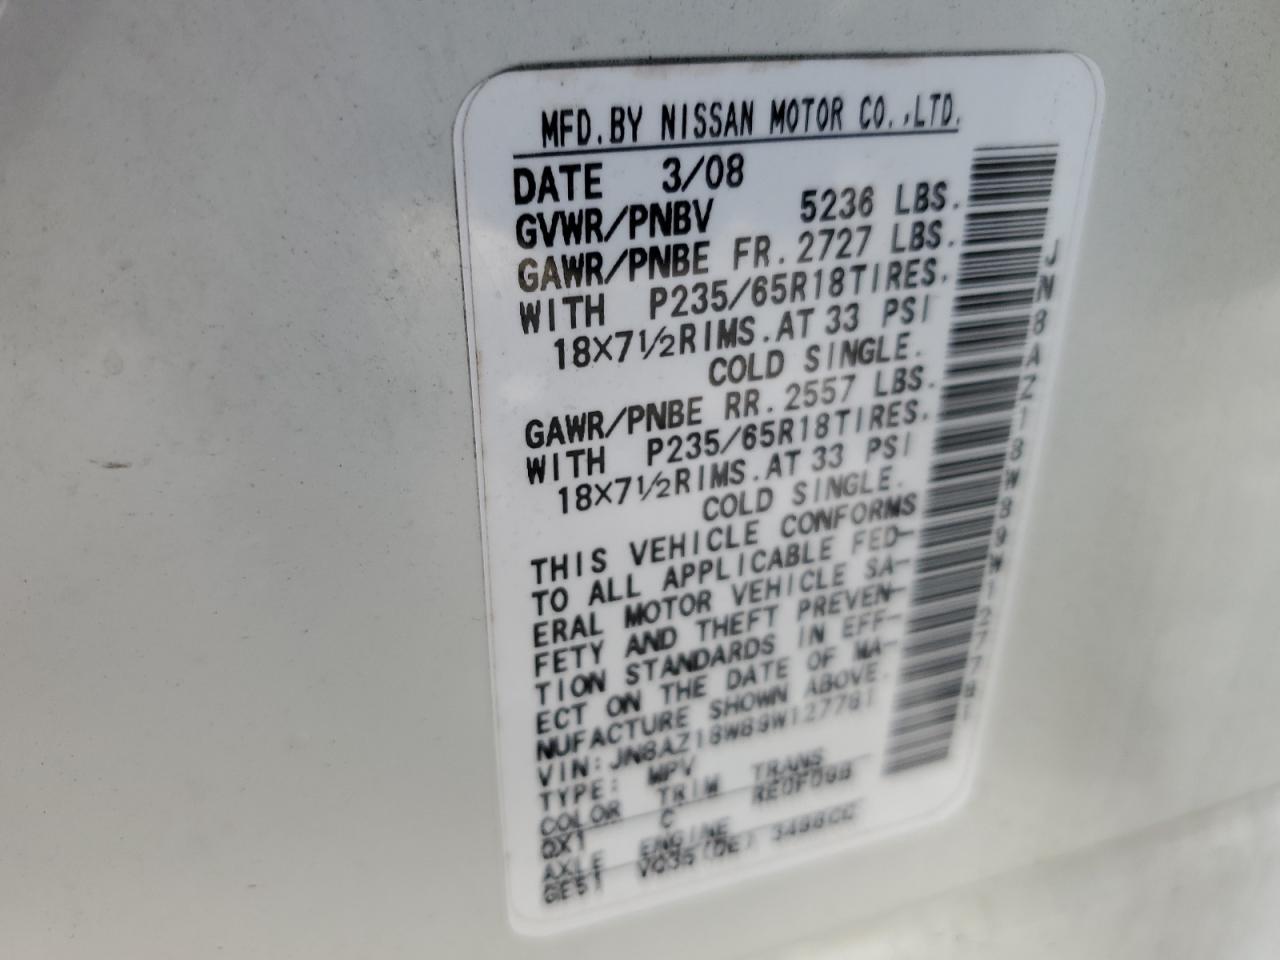 MFD.BY NISSAN MOTOR CO.,LTD.
DATE 3/08
GVWR/PNBV 5236 LBS.
GAWR/PNBE FR. 2727 LBS.
WITH P235/65R18TIRES.
18×7½RIMS.AT 33 PSI
COLD SINGLE.
GAWR/PNBE RR. 2557 LBS.
WITH P235/65R18TIRES.
18×7½RIMS.AT 33 PSI
COLD SINGLE.
THIS VEHICLE CONFORMS
TO ALL APPLICABLE FED-
ERAL MOTOR VEHICLE SA-
FETY AND THEFT PREVEN-
TION STANDARDS IN EFF-
ECT ON THE DATE OF MA-
NUFACTURE SHOWN ABOVE.
VIN: JN8AZ18W89W127781
TYPE: MPV
COLOR TRIM TRANS
QX1 C RE0F09B
AXLE ENGINE
GE51 VQ35(DE) 3498CC
JN8AZ18W89W127781